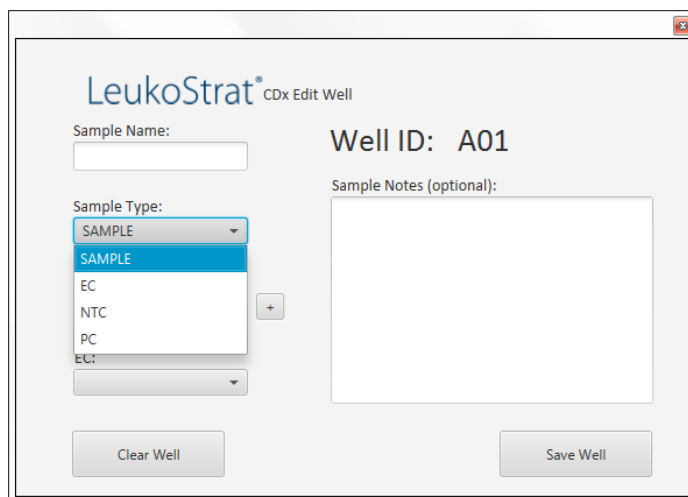 LeukoStrat® CDx Edit Well
Sample Name:
Well ID: A01
Sample Notes (optional):
Sample Type:
SAMPLE
SAMPLE
EC
NTC
PC
+
EC:
Clear Well
Save Well